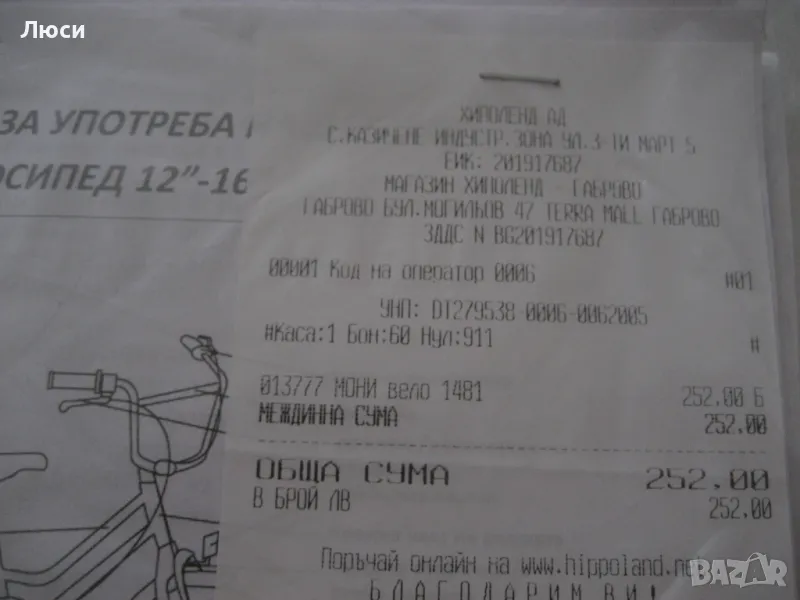 Люси
ЗА УПОТРЕБА
ОСИПЕД 12”-16
ХИПОЛЕНД АД
С.КАЗИЧЕНЕ ИНДУСТР.ЗОНА УЛ.3-ТИ МАРТ 5
ЕИК: 201917687
МАГАЗИН ХИПОЛЕНД - ГАБРОВО
ГАБРОВО БУЛ.МОГИЛЬОВ 47 TERRA MALL ГАБРОВО
ЗДДС N BG201917687
00001 Код на оператор 0006 #01
УНП: DT279538-0006-0062005
#Каса:1 Бон:60 Нул:911 #
013777 МОНИ вело 1481 252.00 Б
МЕЖДИННА СУМА 252.00
ОБЩА СУМА 252.00
В БРОЙ ЛВ 252.00
Поръчай онлайн на www.hippoland.ne
БЛАГОДАРИМ ВИ!
BAZAR